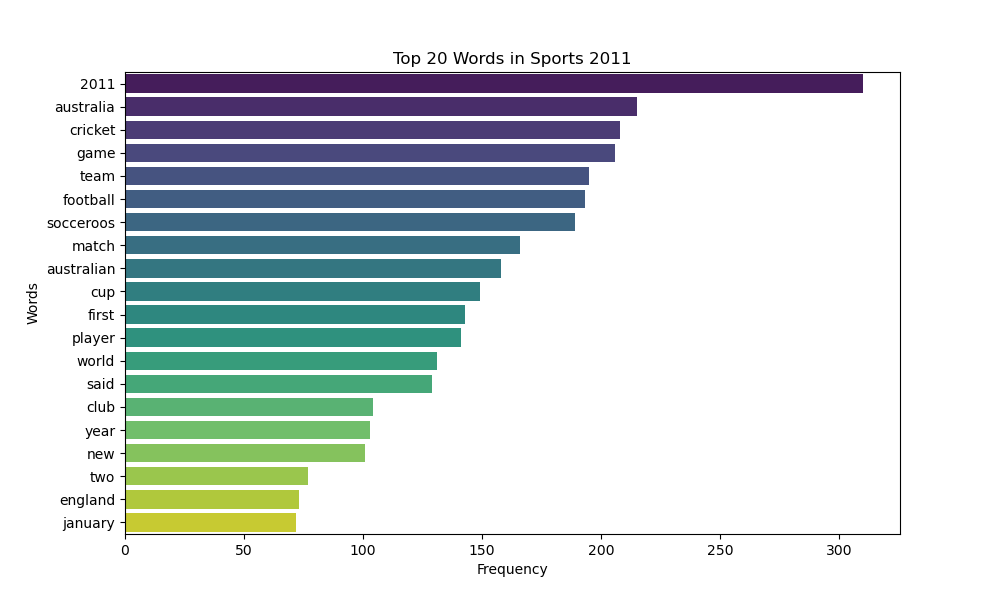 Top 20 Words in Sports 2011
2011
australia
cricket
game
team
football
socceroos
match
australian
cup
first
player
world
said
club
year
new
two
england
january
Words
0 50 100 150 200 250 300
Frequency